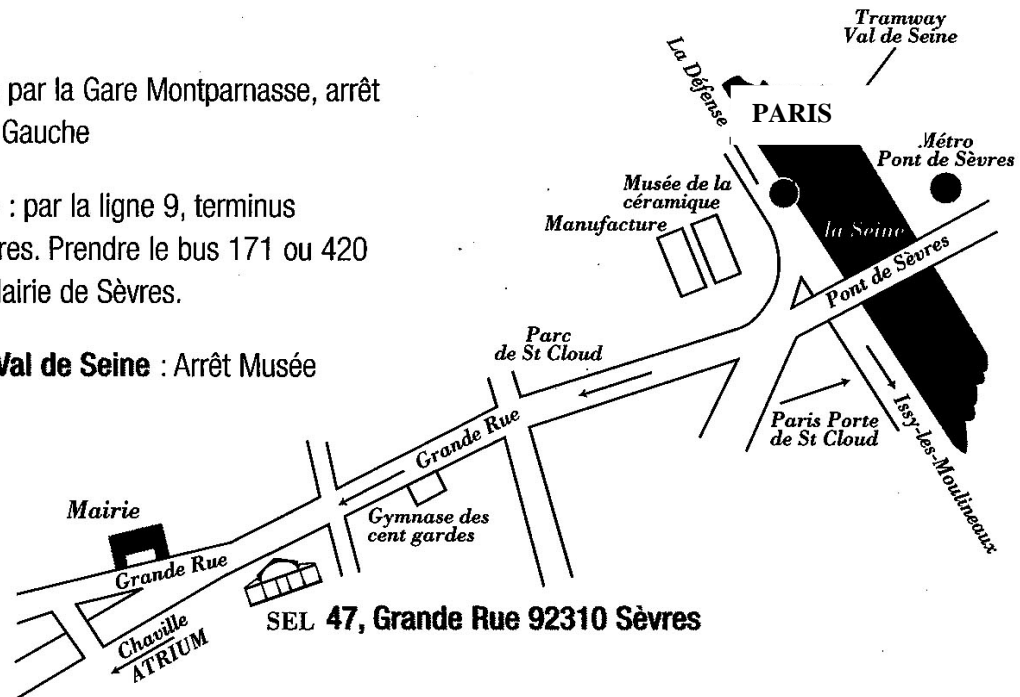 par la Gare Montparnasse, arrêt
Gauche
: par la ligne 9, terminus
res. Prendre le bus 171 ou 420
airie de Sèvres.
Val de Seine : Arrêt Musée
Tramway
Val de Seine
La Défense
PARIS
Métro
Pont de Sèvres
Musée de la
céramique
Manufacture
la Seine
Pont de Sèvres
Parc
de St Cloud
Paris Porte
de St Cloud
Issy-les-Moulineaux
Grande Rue
Gymnase des
cent gardes
Mairie
Grande Rue
SEL 47, Grande Rue 92310 Sèvres
Chaville
ATRIUM